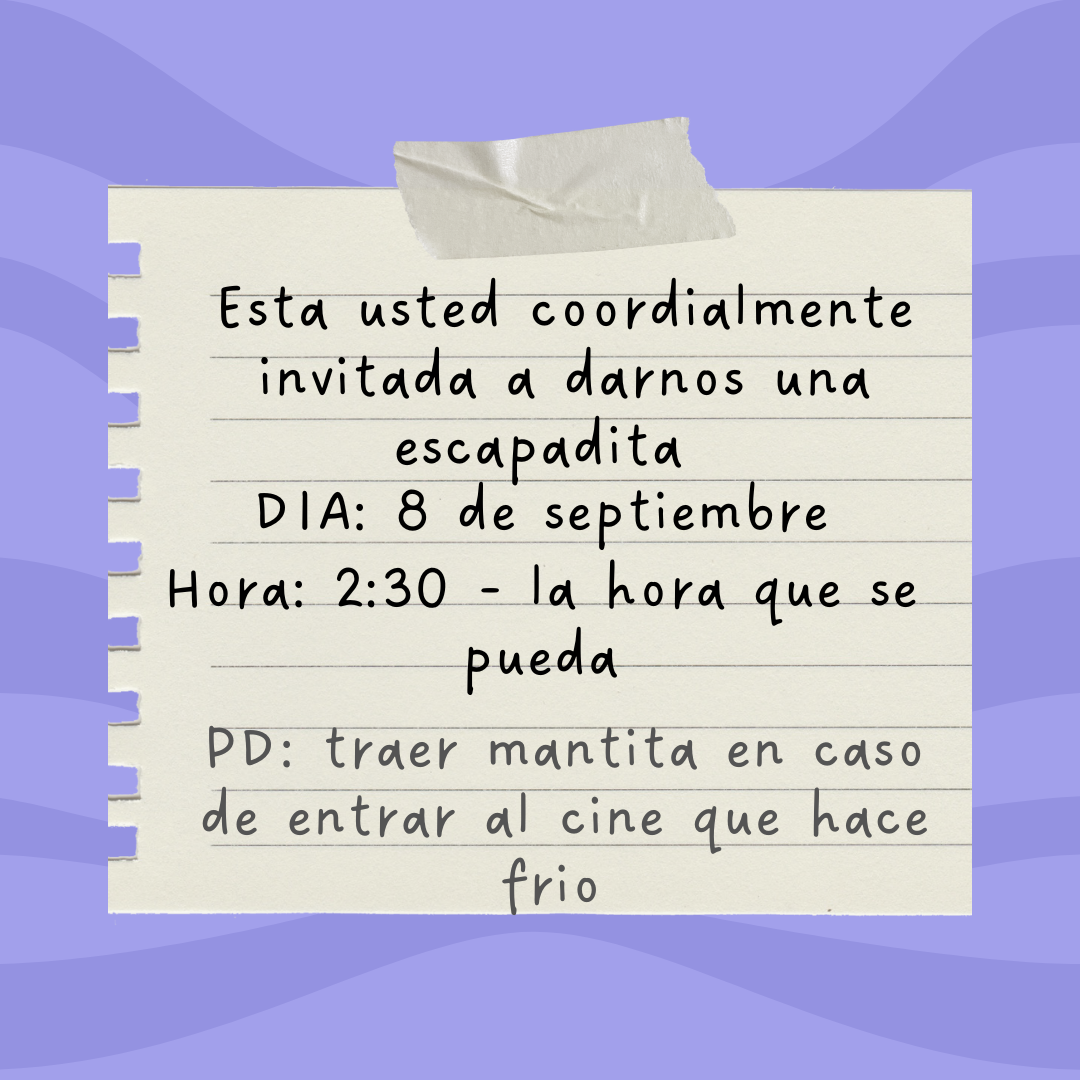 Esta usted coordialmente
invitada a darnos una
escapadita
DIA: 8 de septiembre
Hora: 2:30 - la hora que se
pueda
PD: traer mantita en caso
de entrar al cine que hace
frio